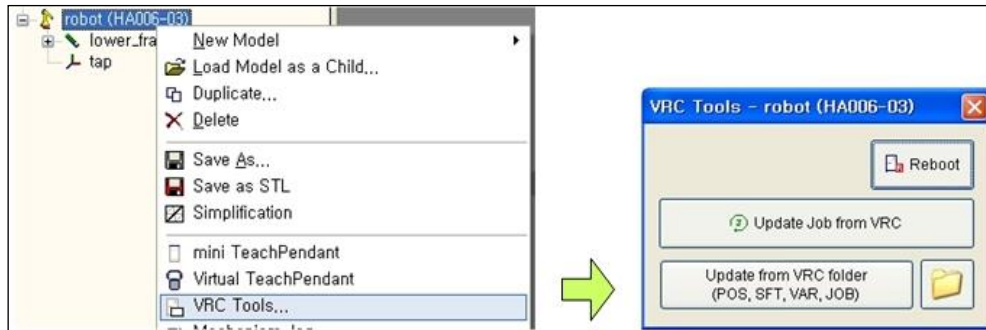 robot (HA006-03)
lower_fra
tap
New Model
Load Model as a Child...
Duplicate...
Delete
Save As...
Save as STL
Simplification
mini TeachPendant
Virtual TeachPendant
VRC Tools...
VRC Tools - robot (HA006-03)
Reboot
Update Job from VRC
Update from VRC folder
(POS, SFT, VAR, JOB)